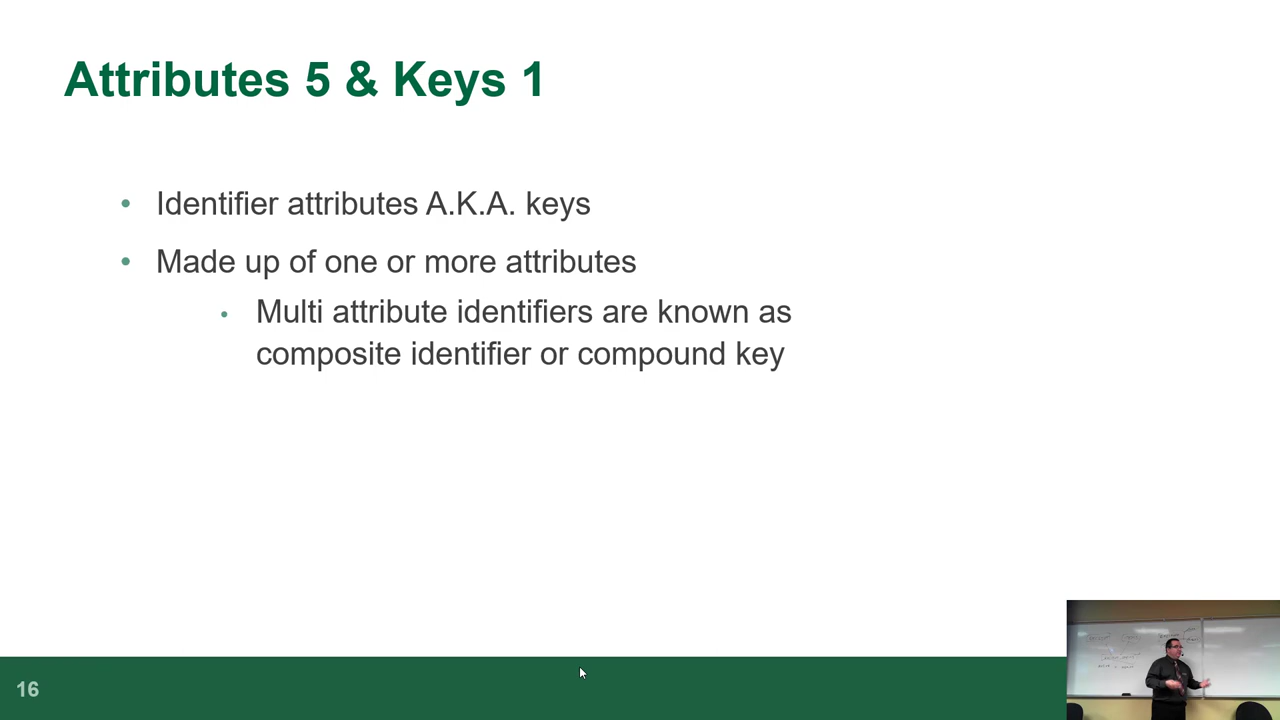 Attributes 5 & Keys 1
• Identifier attributes A.K.A. keys
• Made up of one or more attributes
• Multi attribute identifiers are known as
composite identifier or compound key
16